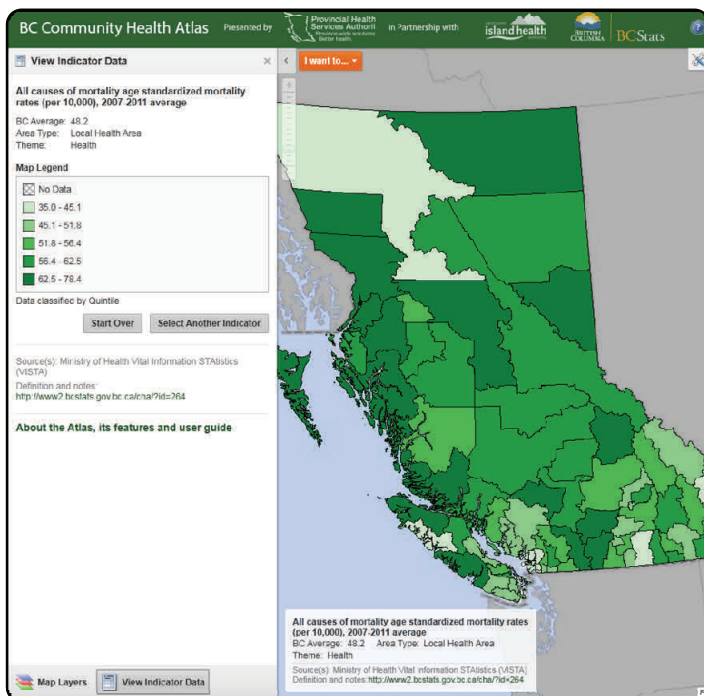 BC Community Health Atlas
Presented by
Provincial Health
Services Authority
in Partnership with
island health
BRITISH
COLUMBIA
BCStats
View Indicator Data
I want to...
All causes of mortality age standardized mortality
rates (per 10,000), 2007-2011 average
BC Average: 48.2
Area Type: Local Health Area
Theme: Health
Map Legend
No Data
35.0 - 45.1
45.1 - 51.8
51.8 - 56.4
56.4 - 62.5
62.5 - 78.4
Data classified by Quintile
Start Over
Select Another Indicator
Source(s): Ministry of Health Vital Information STAtistics
(VISTA)
Definition and notes:
http://www2.bcstats.gov.bc.ca/cha/?id=264
About the Atlas, its features and user guide
All causes of mortality age standardized mortality rates
(per 10,000), 2007-2011 average
BC Average: 48.2 Area Type: Local Health Area
Theme: Health
Source(s): Ministry of Health Vital Information STAtistics (VISTA)
Definition and notes:http://www2.bcstats.gov.bc.ca/cha/?id=264
Map Layers
View Indicator Data